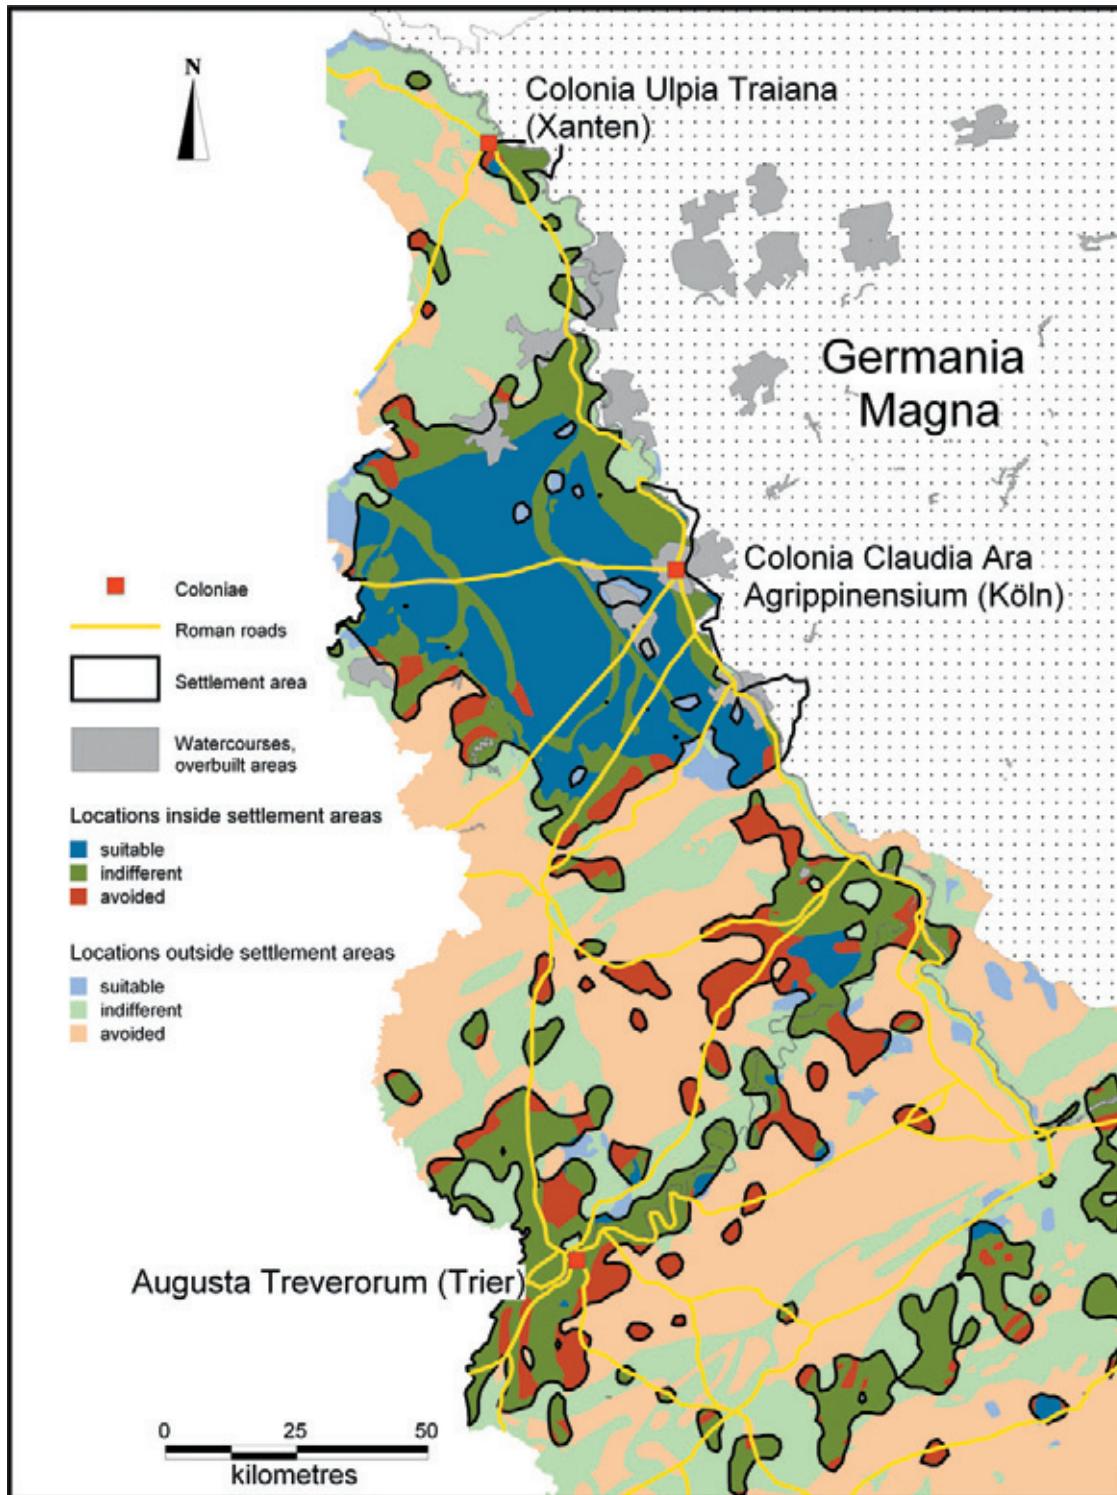 N
Colonia Ulpia Traiana
(Xanten)
Germania
Magna
Colonia Claudia Ara
Agrippinensium (Köln)
Coloniae
Roman roads
Settlement area
Watercourses,
overbuilt areas
Locations inside settlement areas
suitable
indifferent
avoided
Locations outside settlement areas
suitable
indifferent
avoided
Augusta Treverorum (Trier)
0 25 50
kilometres